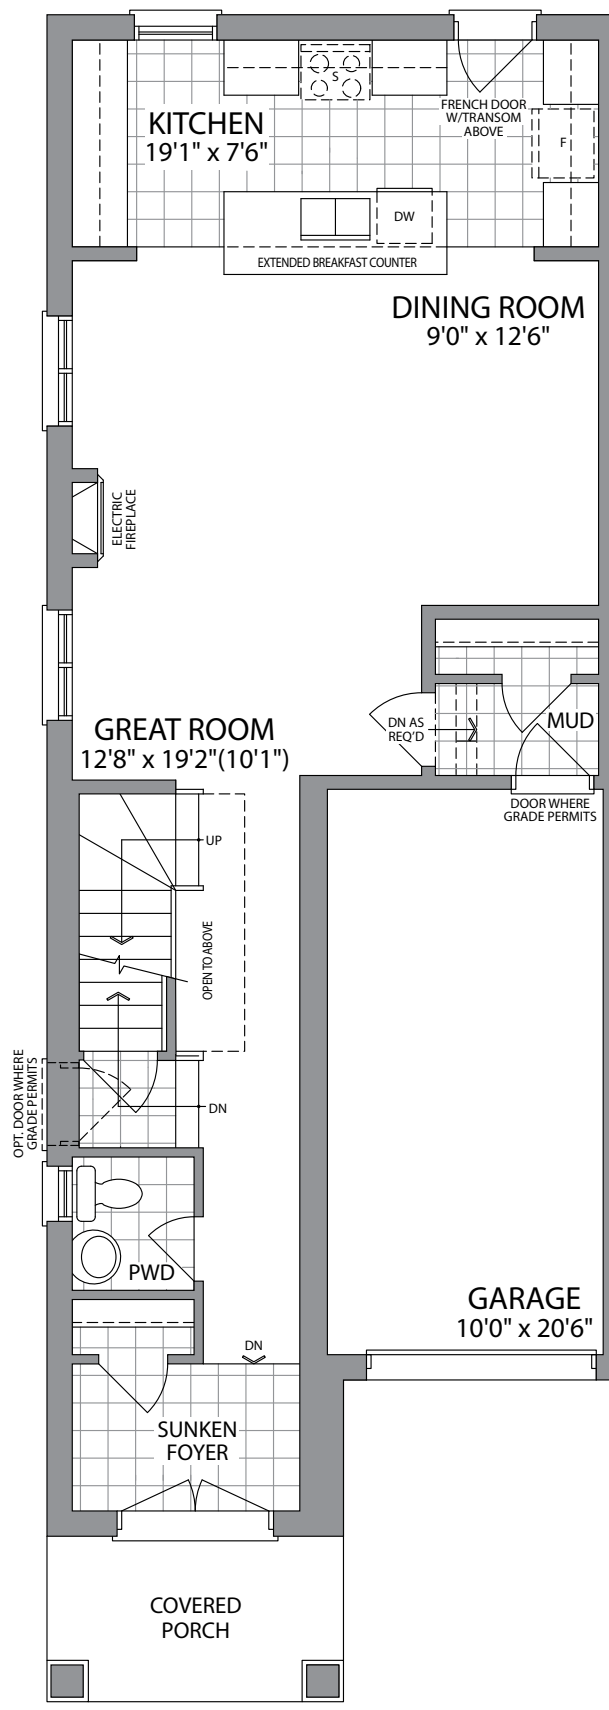 S
FRENCH DOOR
W/TRANSOM
ABOVE
KITCHEN
19'1" x 7'6"
F
DW
EXTENDED BREAKFAST COUNTER
DINING ROOM
9'0" x 12'6"
ELECTRIC
FIREPLACE
GREAT ROOM
12'8" x 19'2"(10'1")
DN AS
REQ'D
MUD
DOOR WHERE
GRADE PERMITS
UP
OPEN TO ABOVE
OPT. DOOR WHERE
GRADE PERMITS
DN
PWD
GARAGE
10'0" x 20'6"
DN
SUNKEN
FOYER
COVERED
PORCH